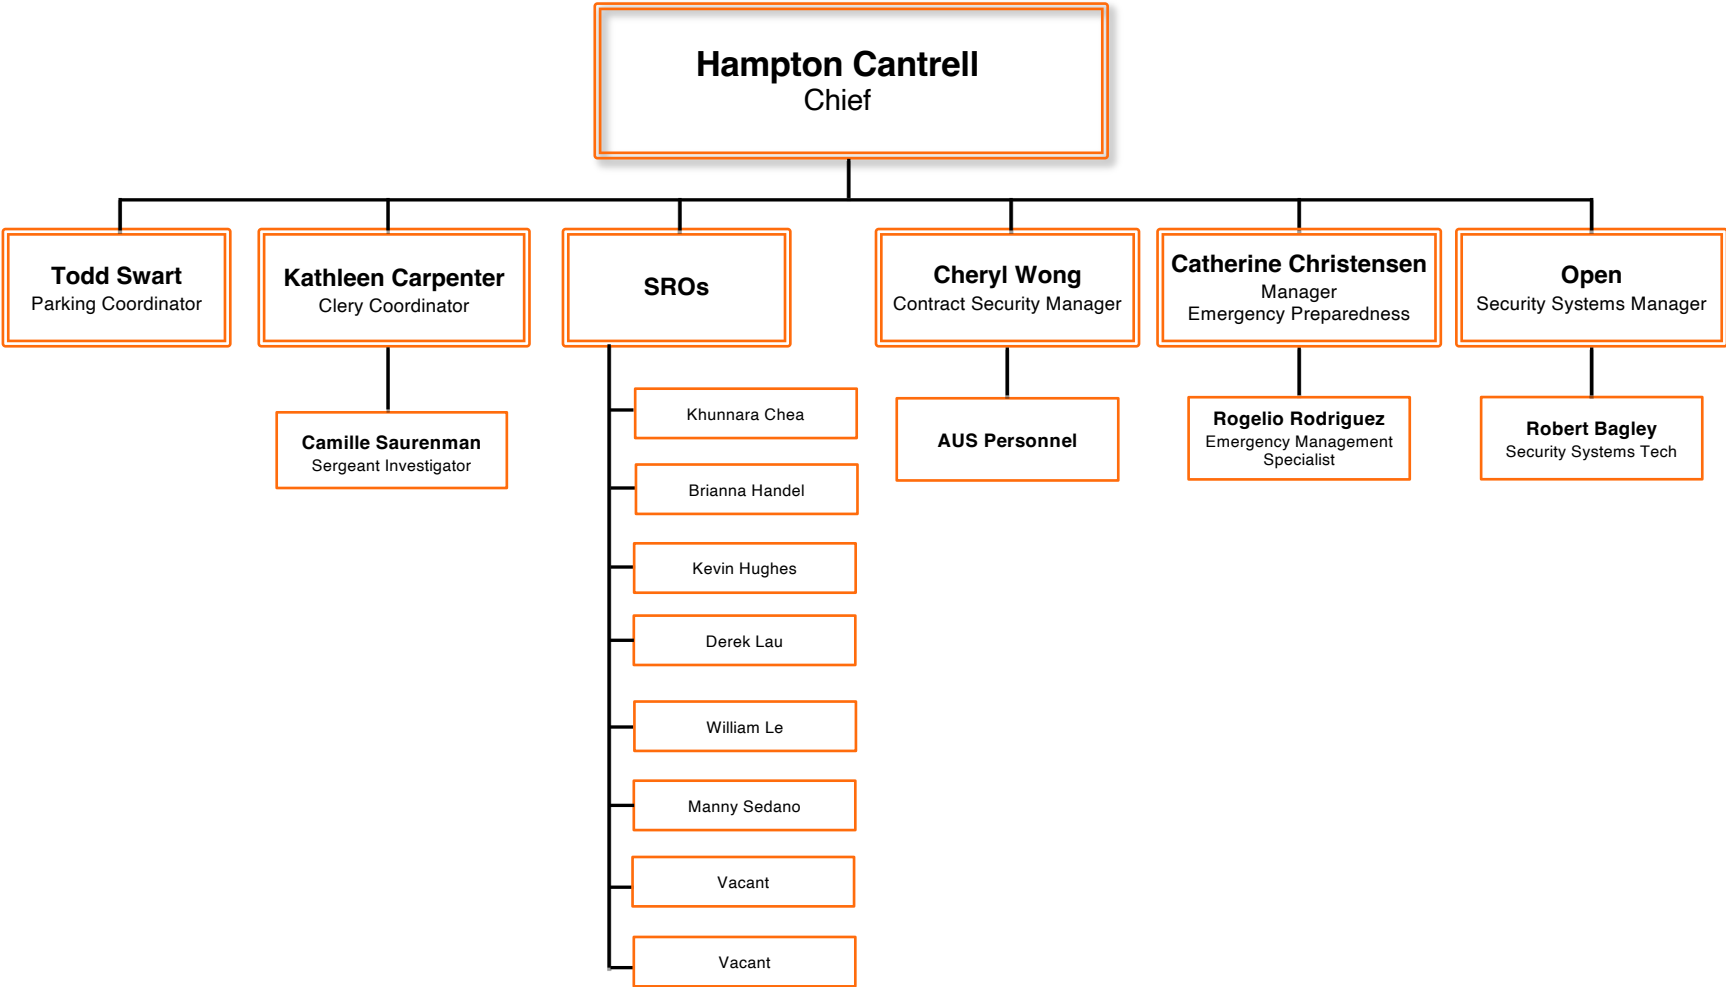 Hampton Cantrell
Chief
Todd Swart
Parking Coordinator
Kathleen Carpenter
Clery Coordinator
SROs
Cheryl Wong
Contract Security Manager
Catherine Christensen
Manager
Emergency Preparedness
Open
Security Systems Manager
Camille Saurenman
Sergeant Investigator
Khunnara Chea
Brianna Handel
Kevin Hughes
Derek Lau
William Le
Manny Sedano
Vacant
Vacant
AUS Personnel
Rogelio Rodriguez
Emergency Management
Specialist
Robert Bagley
Security Systems Tech